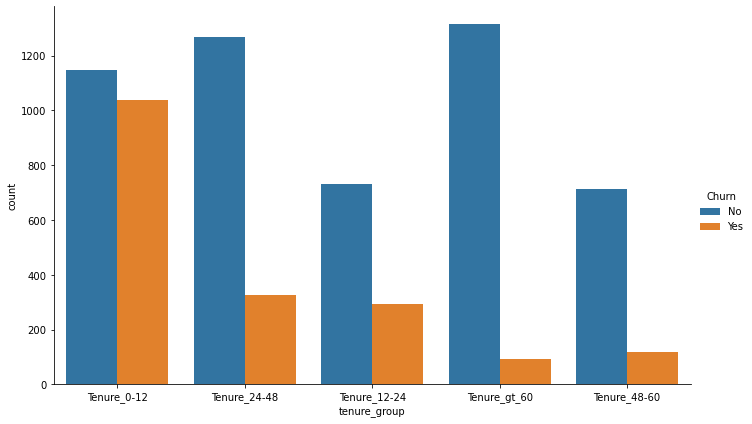 1200
1000
800
600
400
200
0
count
Tenure_0-12
Tenure_24-48
Tenure_12-24
Tenure_gt_60
Tenure_48-60
tenure_group
Churn
No
Yes